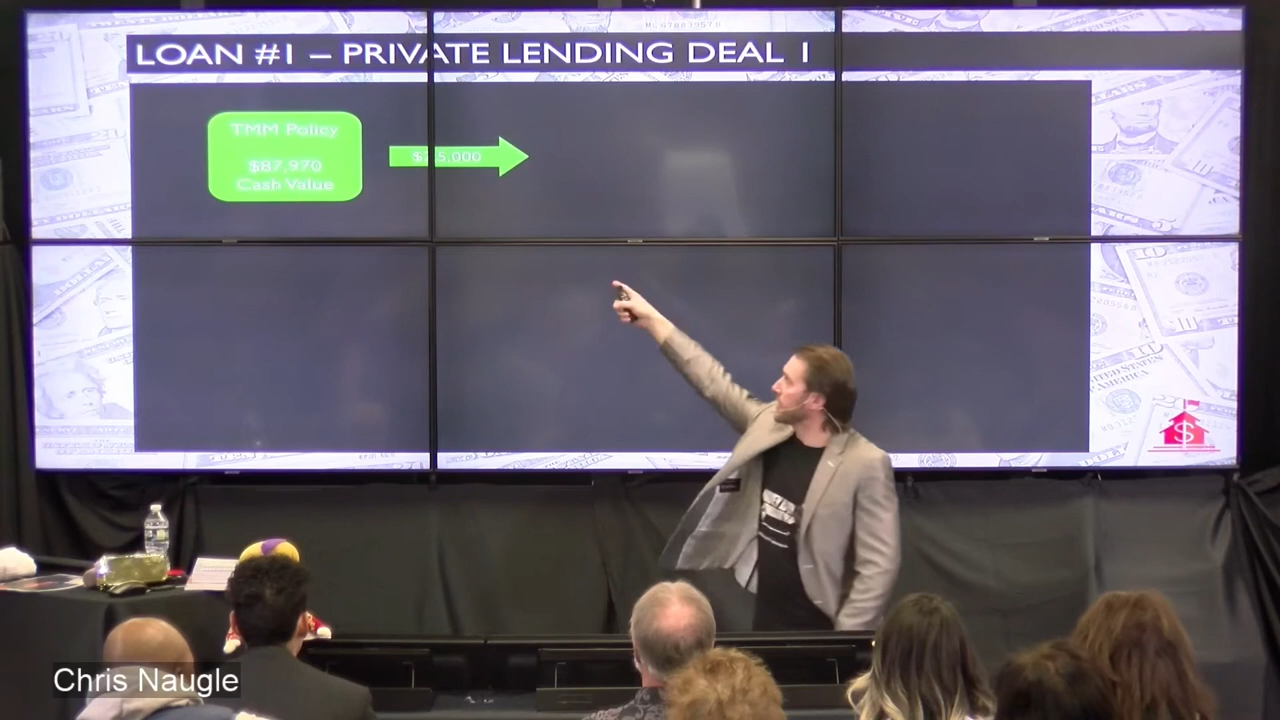 LOAN #1 – PRIVATE LENDING DEAL 1
TMM Policy
$87,970
Cash Value
Chris Naugle